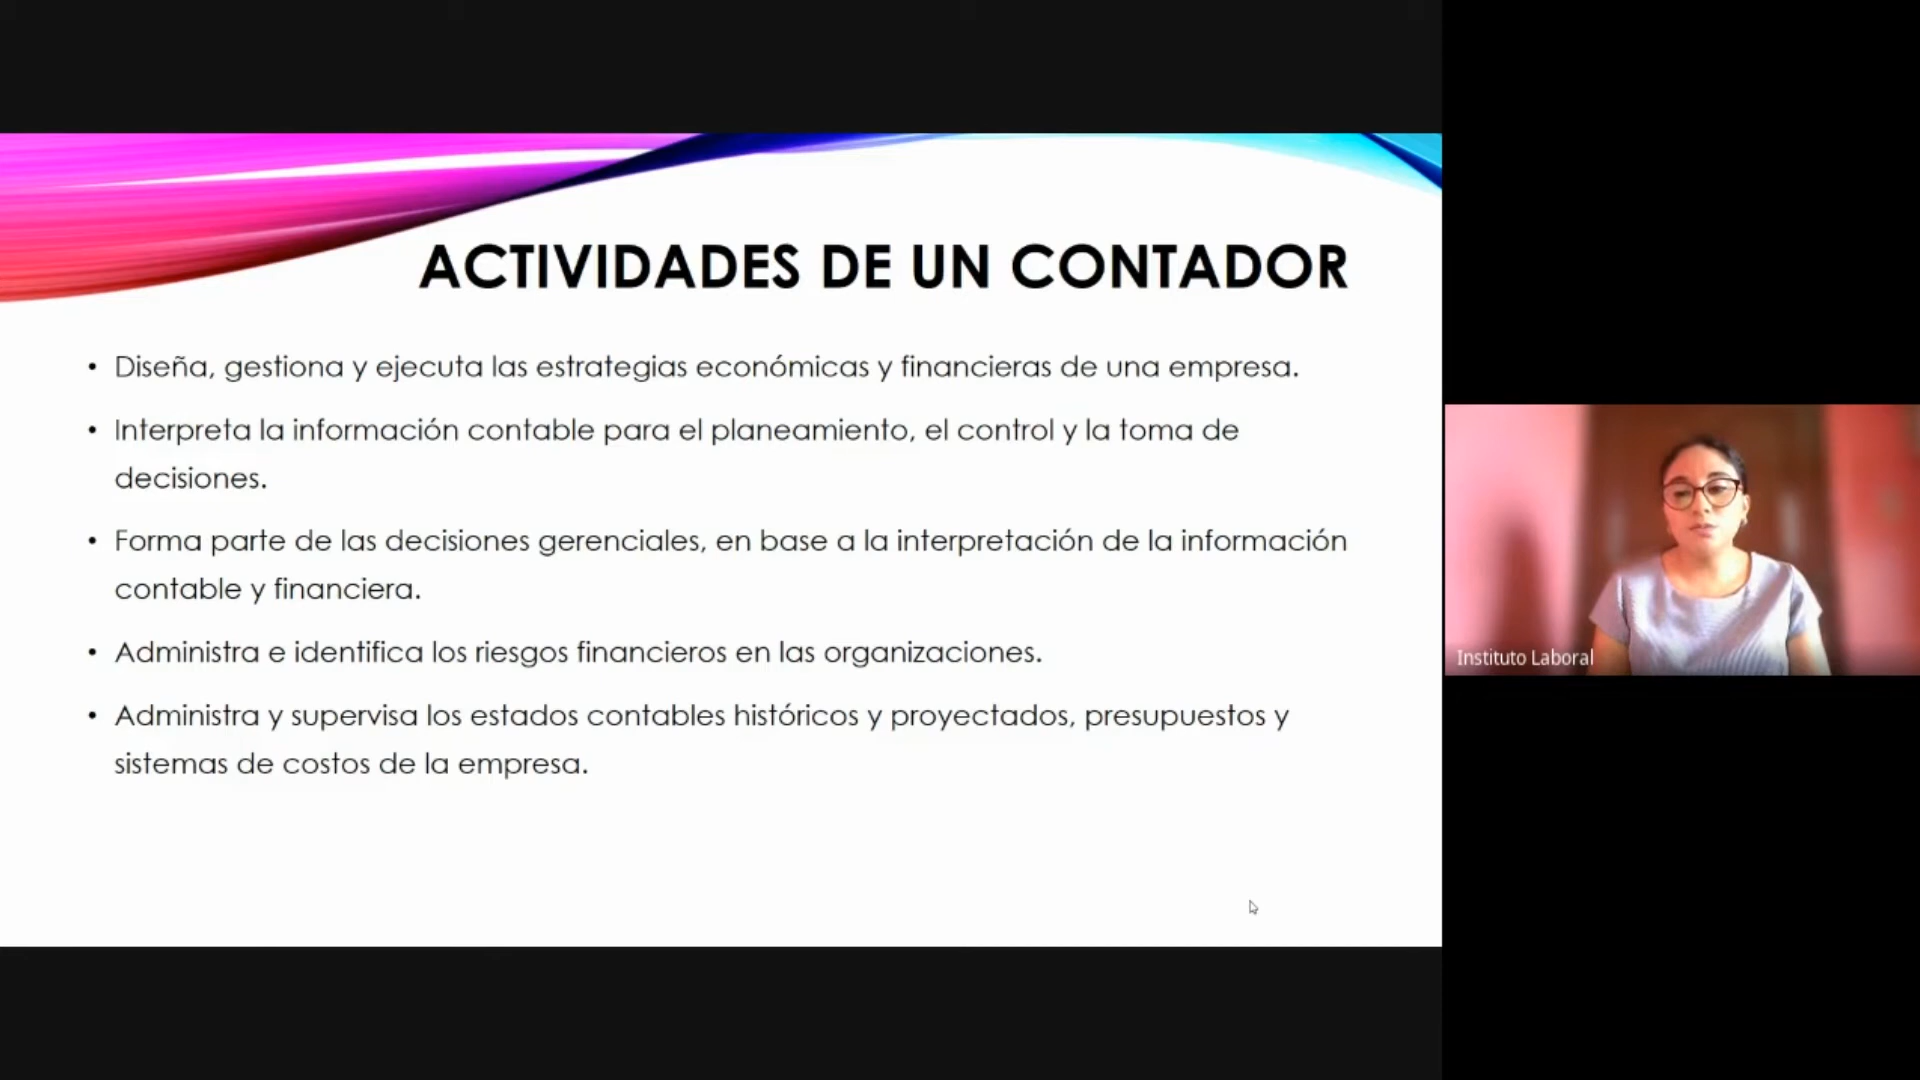 ACTIVIDADES DE UN CONTADOR
• Diseña, gestiona y ejecuta las estrategias económicas y financieras de una empresa.
• Interpreta la información contable para el planeamiento, el control y la toma de
decisiones.
• Forma parte de las decisiones gerenciales, en base a la interpretación de la información
contable y financiera.
• Administra e identifica los riesgos financieros en las organizaciones.
• Administra y supervisa los estados contables históricos y proyectados, presupuestos y
sistemas de costos de la empresa.
Instituto Laboral